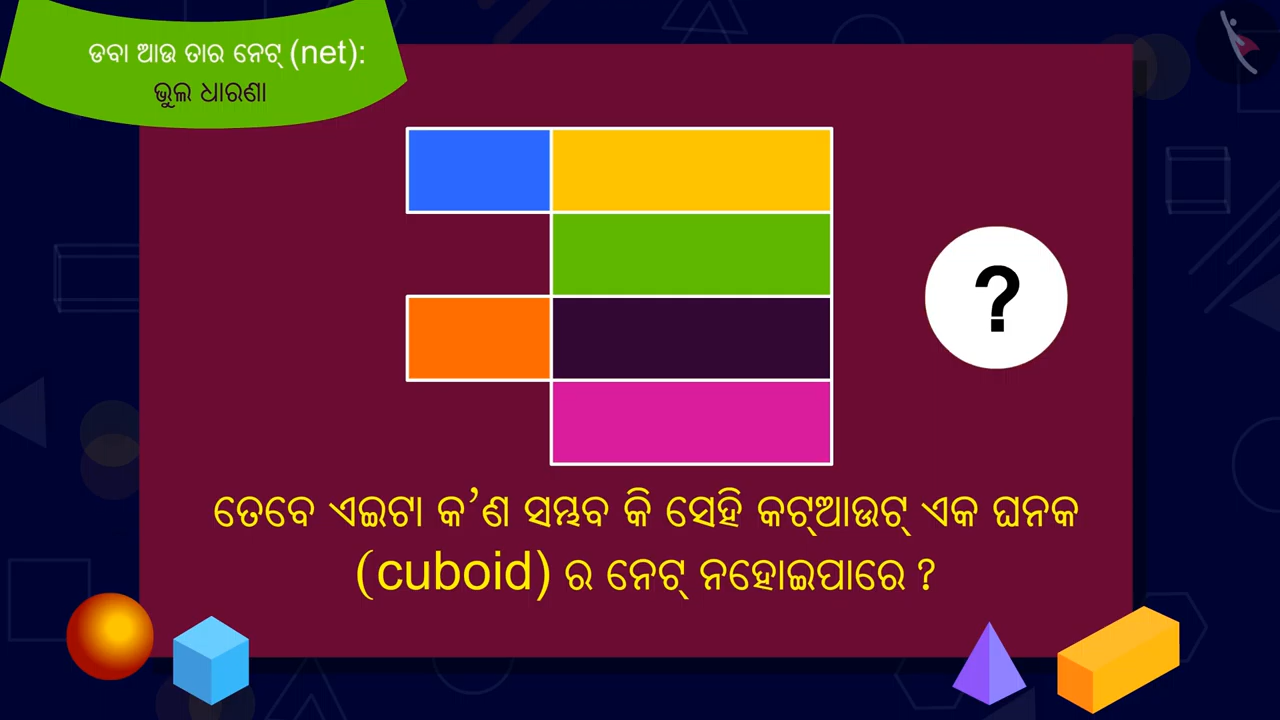 ଡବା ଆଉ ତାର ନେଟ୍ (net):
ଭୁଲ ଧାରଣା
?
ତେବେ ଏଇଟା କ’ଣ ସମ୍ଭବ କି ସେହି କଟ୍ଆଉଟ୍ ଏକ ଘନକ
(cuboid) ର ନେଟ୍ ନହୋଇପାରେ ?